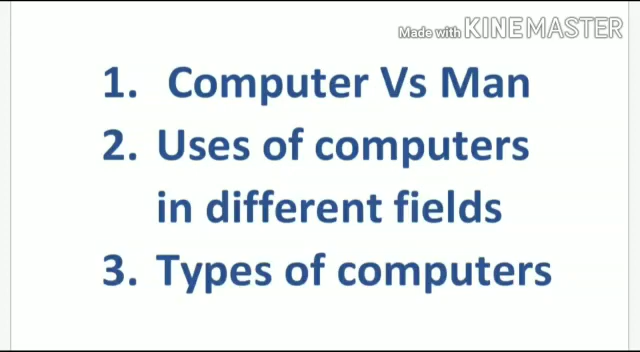 Made with KINEMASTER
1. Computer Vs Man
2. Uses of computers
in different fields
3. Types of computers